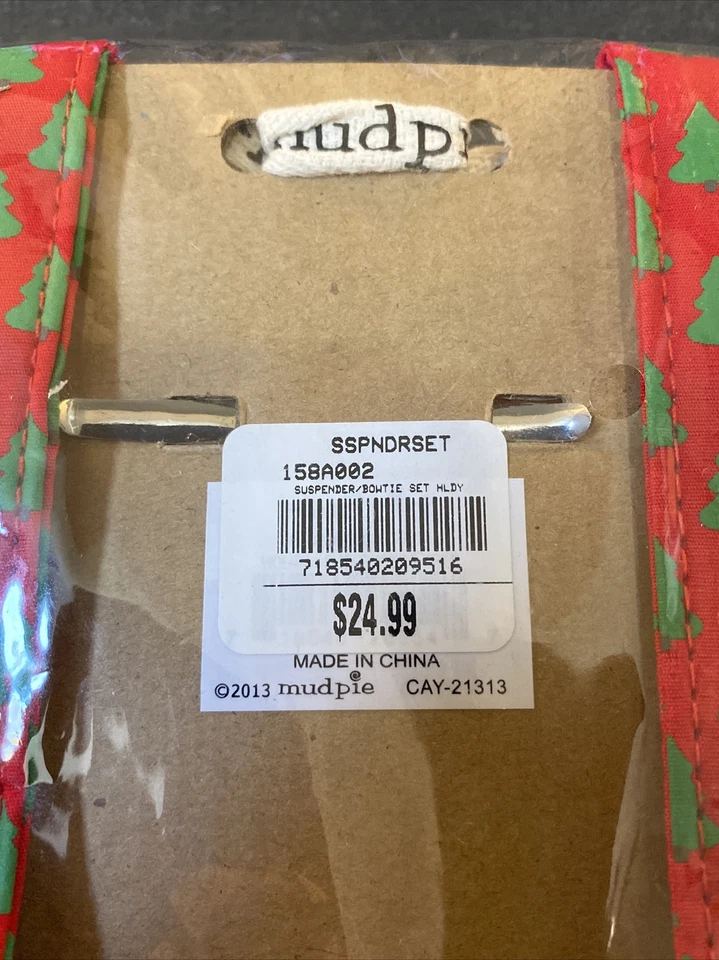 mudp
SSPNDRSET
158A002
SUSPENDER/BOWTIE SET HLDY
718540209516
$24.99
MADE IN CHINA
©2013 mudpie CAY-21313